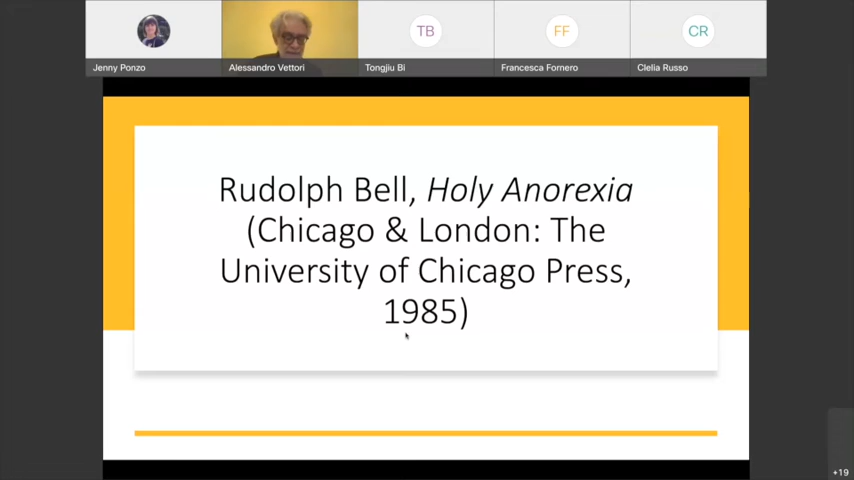 TB
FF
CR
Jenny Ponzo
Alessandro Vettori
Tongjiu Bi
Francesca Fornero
Clelia Russo
Rudolph Bell, Holy Anorexia
(Chicago & London: The
University of Chicago Press,
1985)
+19